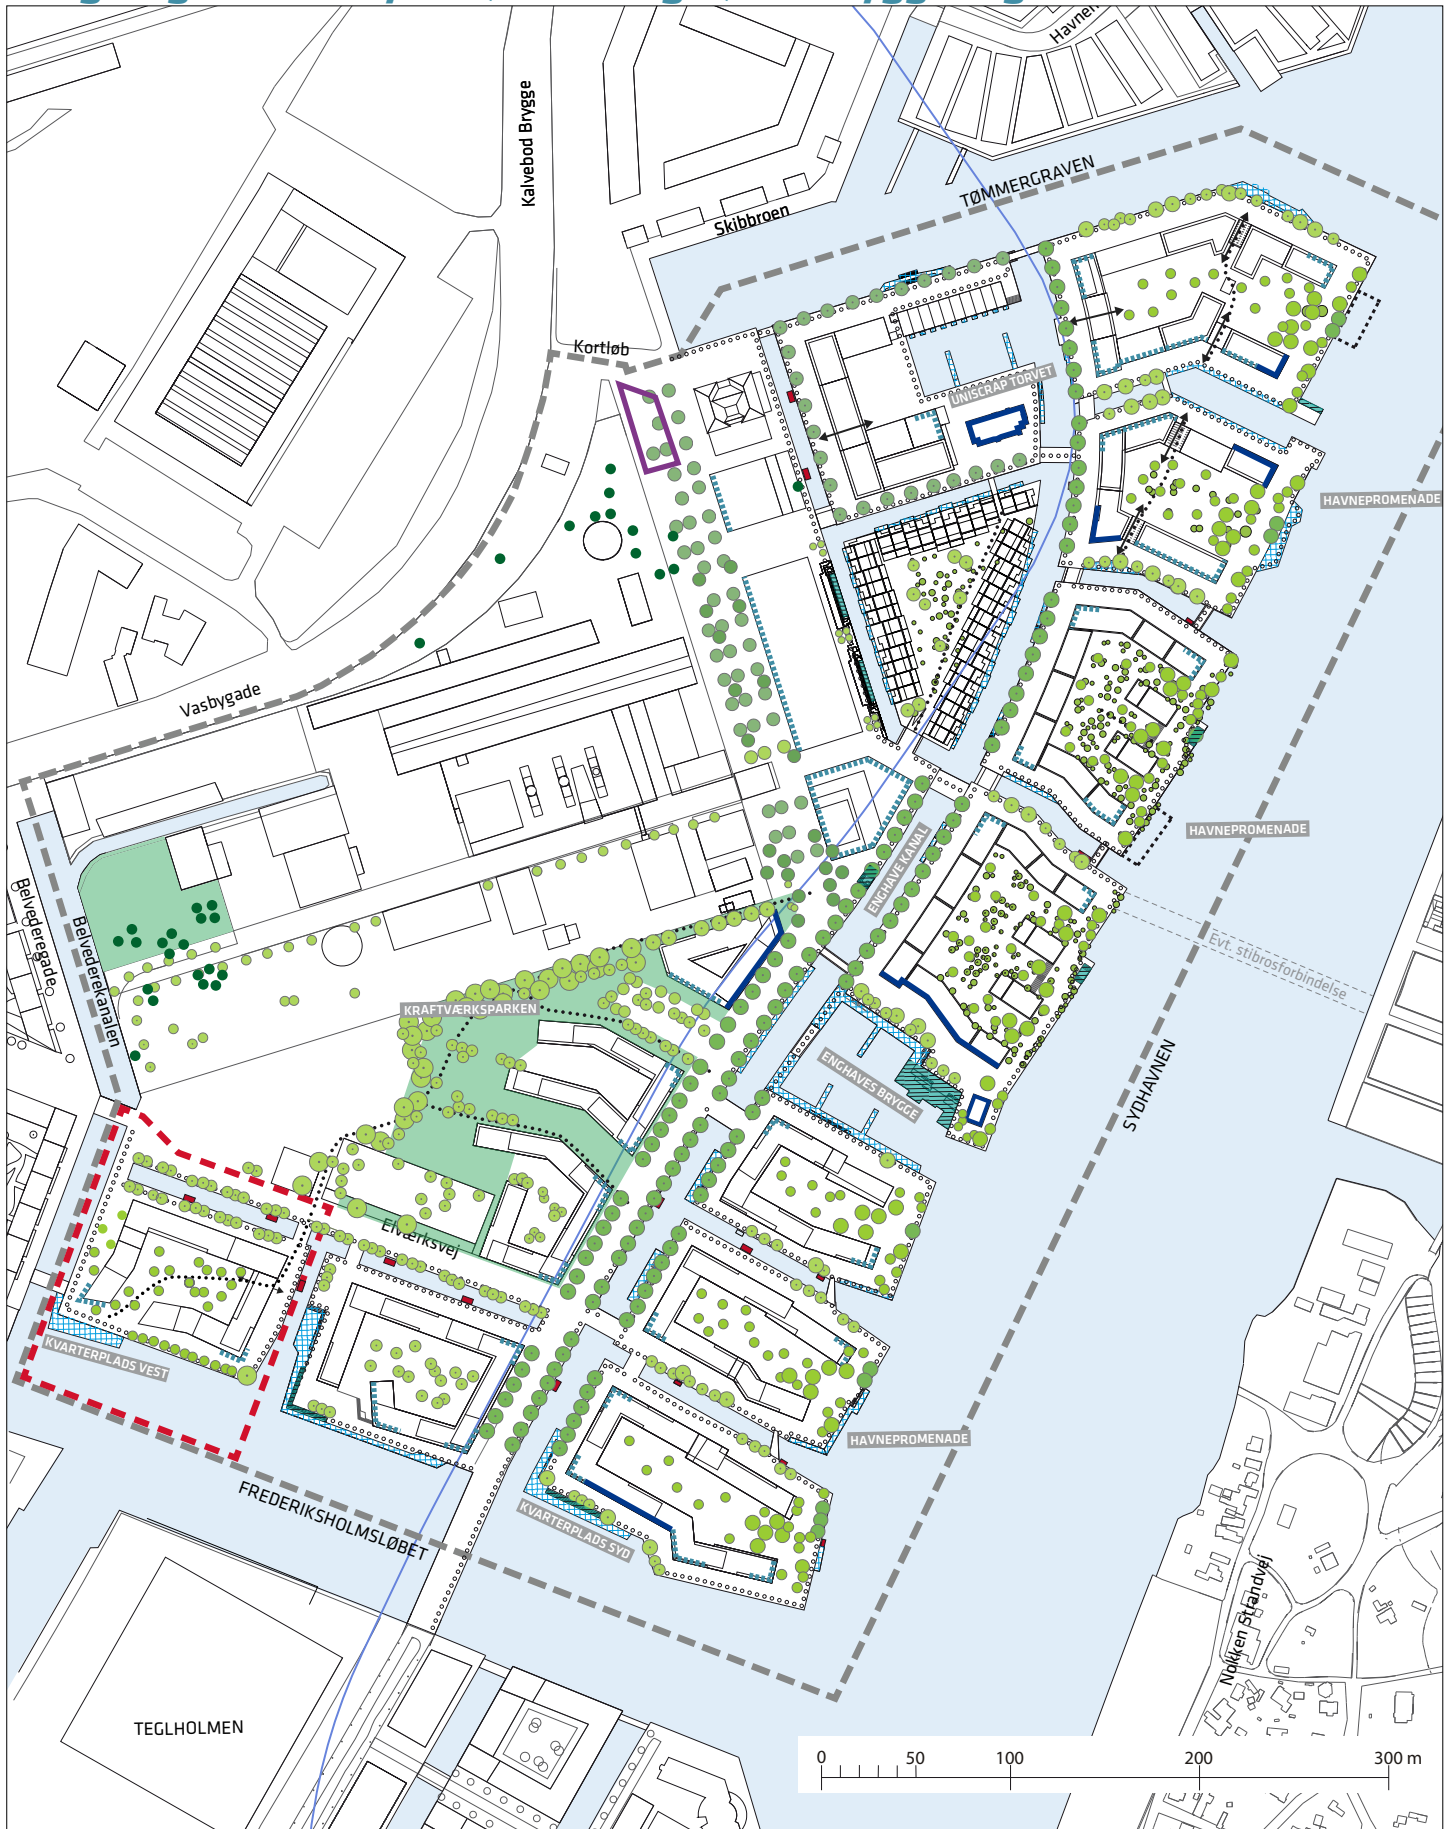 Havnen
Kalvebod Brygge
TØMMERGRAVEN
Skibbroen
Kortløb
UNISCRAP TORVET
HAVNEPROMENADE
Vasbygade
HAVNEPROMENADE
ENGHAVE KANAL
Belvederegade
Belvederekanalen
Evt. stibrosforbindelse
KRAFTVÆRKSPARKEN
ENGHAVES BRYGGE
SYDHAVNEN
Elværksvej
KVARTERPLADS VEST
HAVNEPROMENADE
FREDERIKSHOLMSLØBET
KVARTERPLADS SYD
Nokken Strandvej
TEGLHOLMEN
0 50 100 200 300 m